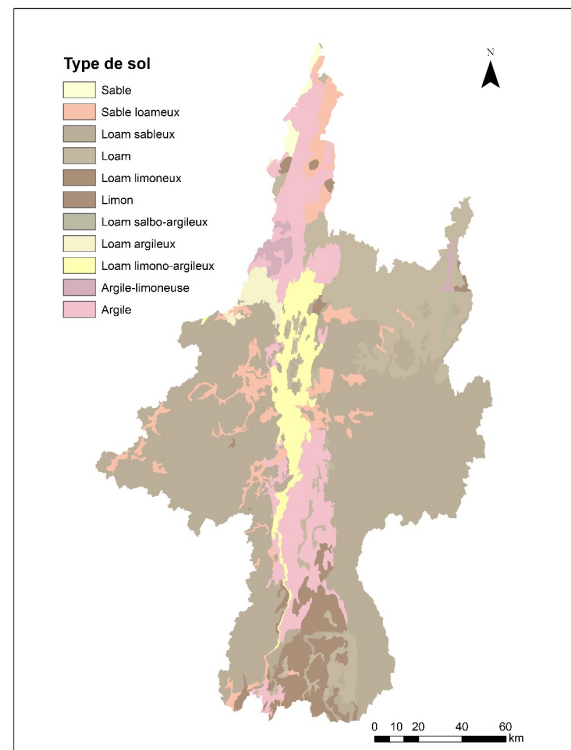 N
Type de sol
Sable
Sable loameux
Loam sableux
Loam
Loam limoneux
Limon
Loam salbo-argileux
Loam argileux
Loam limono-argileux
Argile-limoneuse
Argile
0 10 20 40 60
km